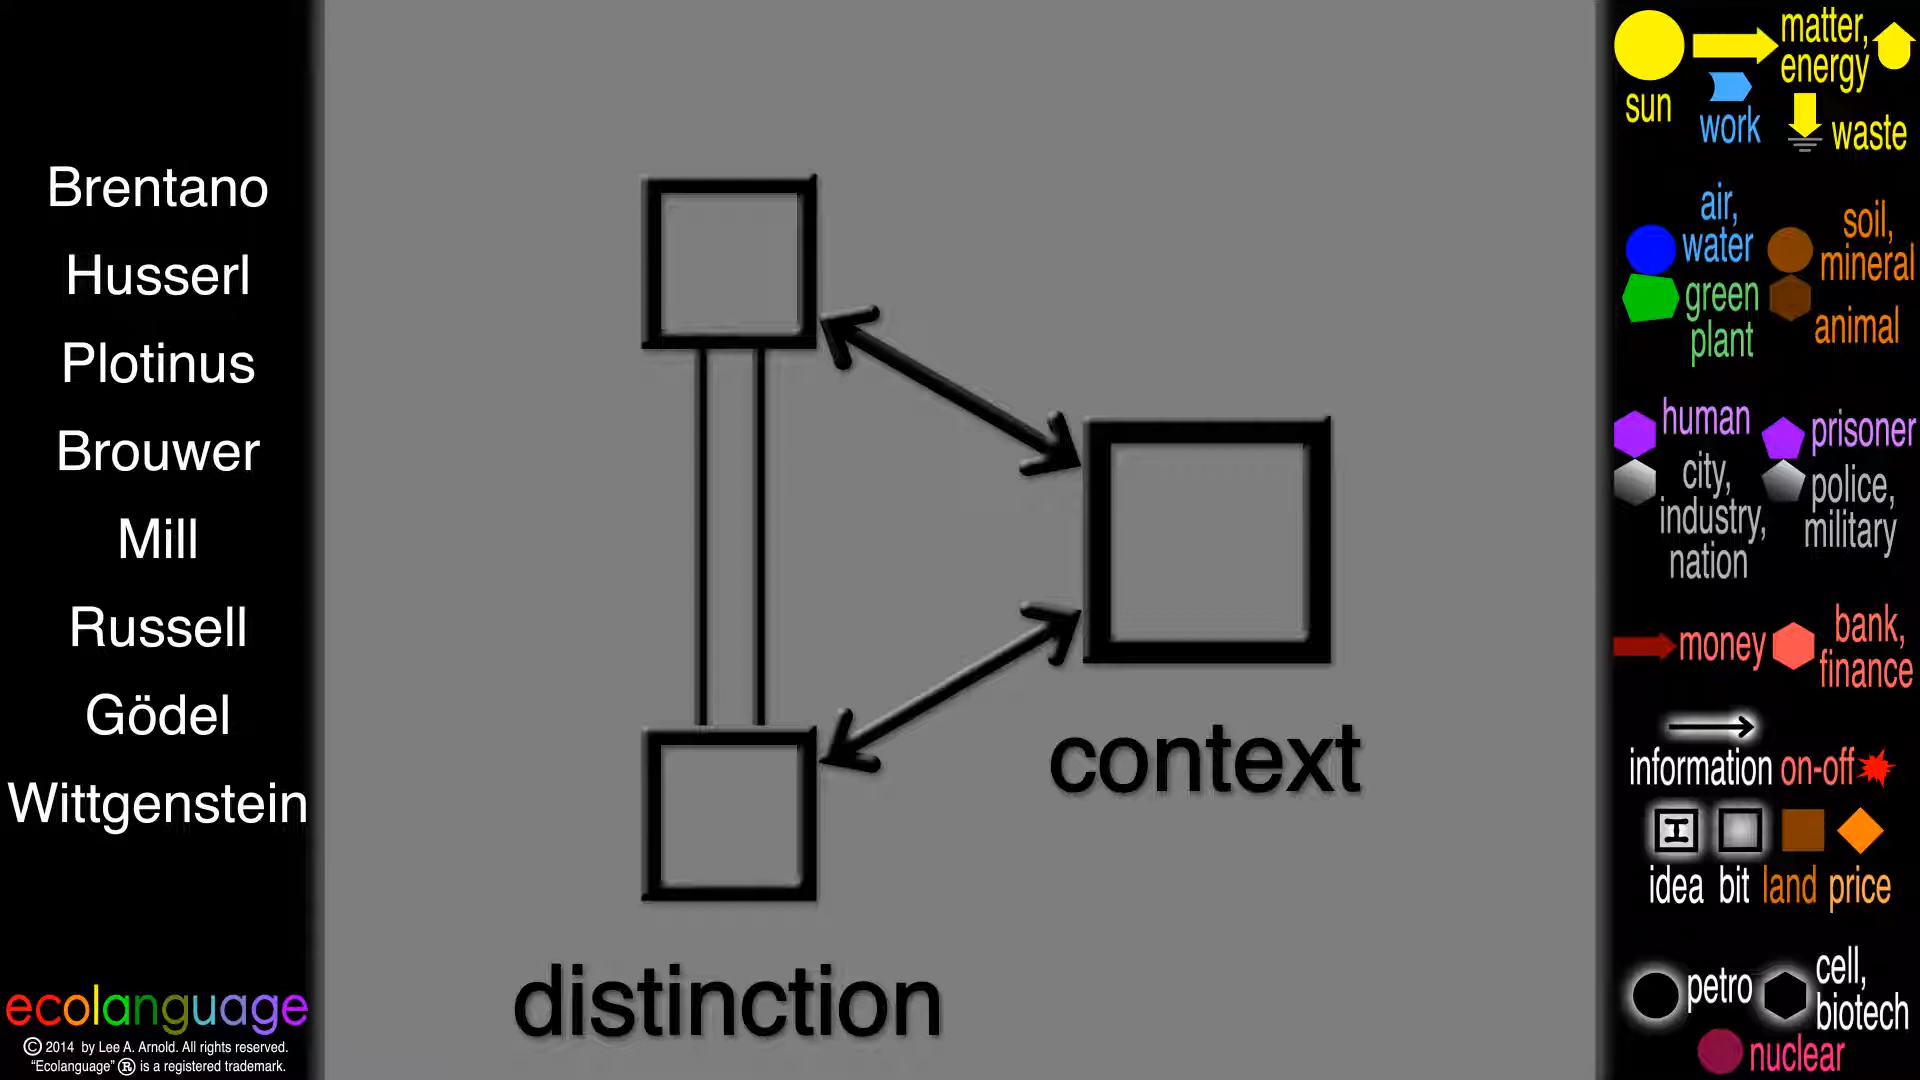 Brentano
Husserl
Plotinus
Brouwer
Mill
Russell
Gödel
Wittgenstein
ecolanguage
© 2014 by Lee A. Arnold. All rights reserved.
“Ecolanguage” ® is a registered trademark.
context
distinction
matter,
energy
sun
work
waste
air,
water
soil,
mineral
green
plant
animal
human
prisoner
city,
industry,
nation
police,
military
money
bank,
finance
information on-off
idea bit land price
petro
cell,
biotech
nuclear